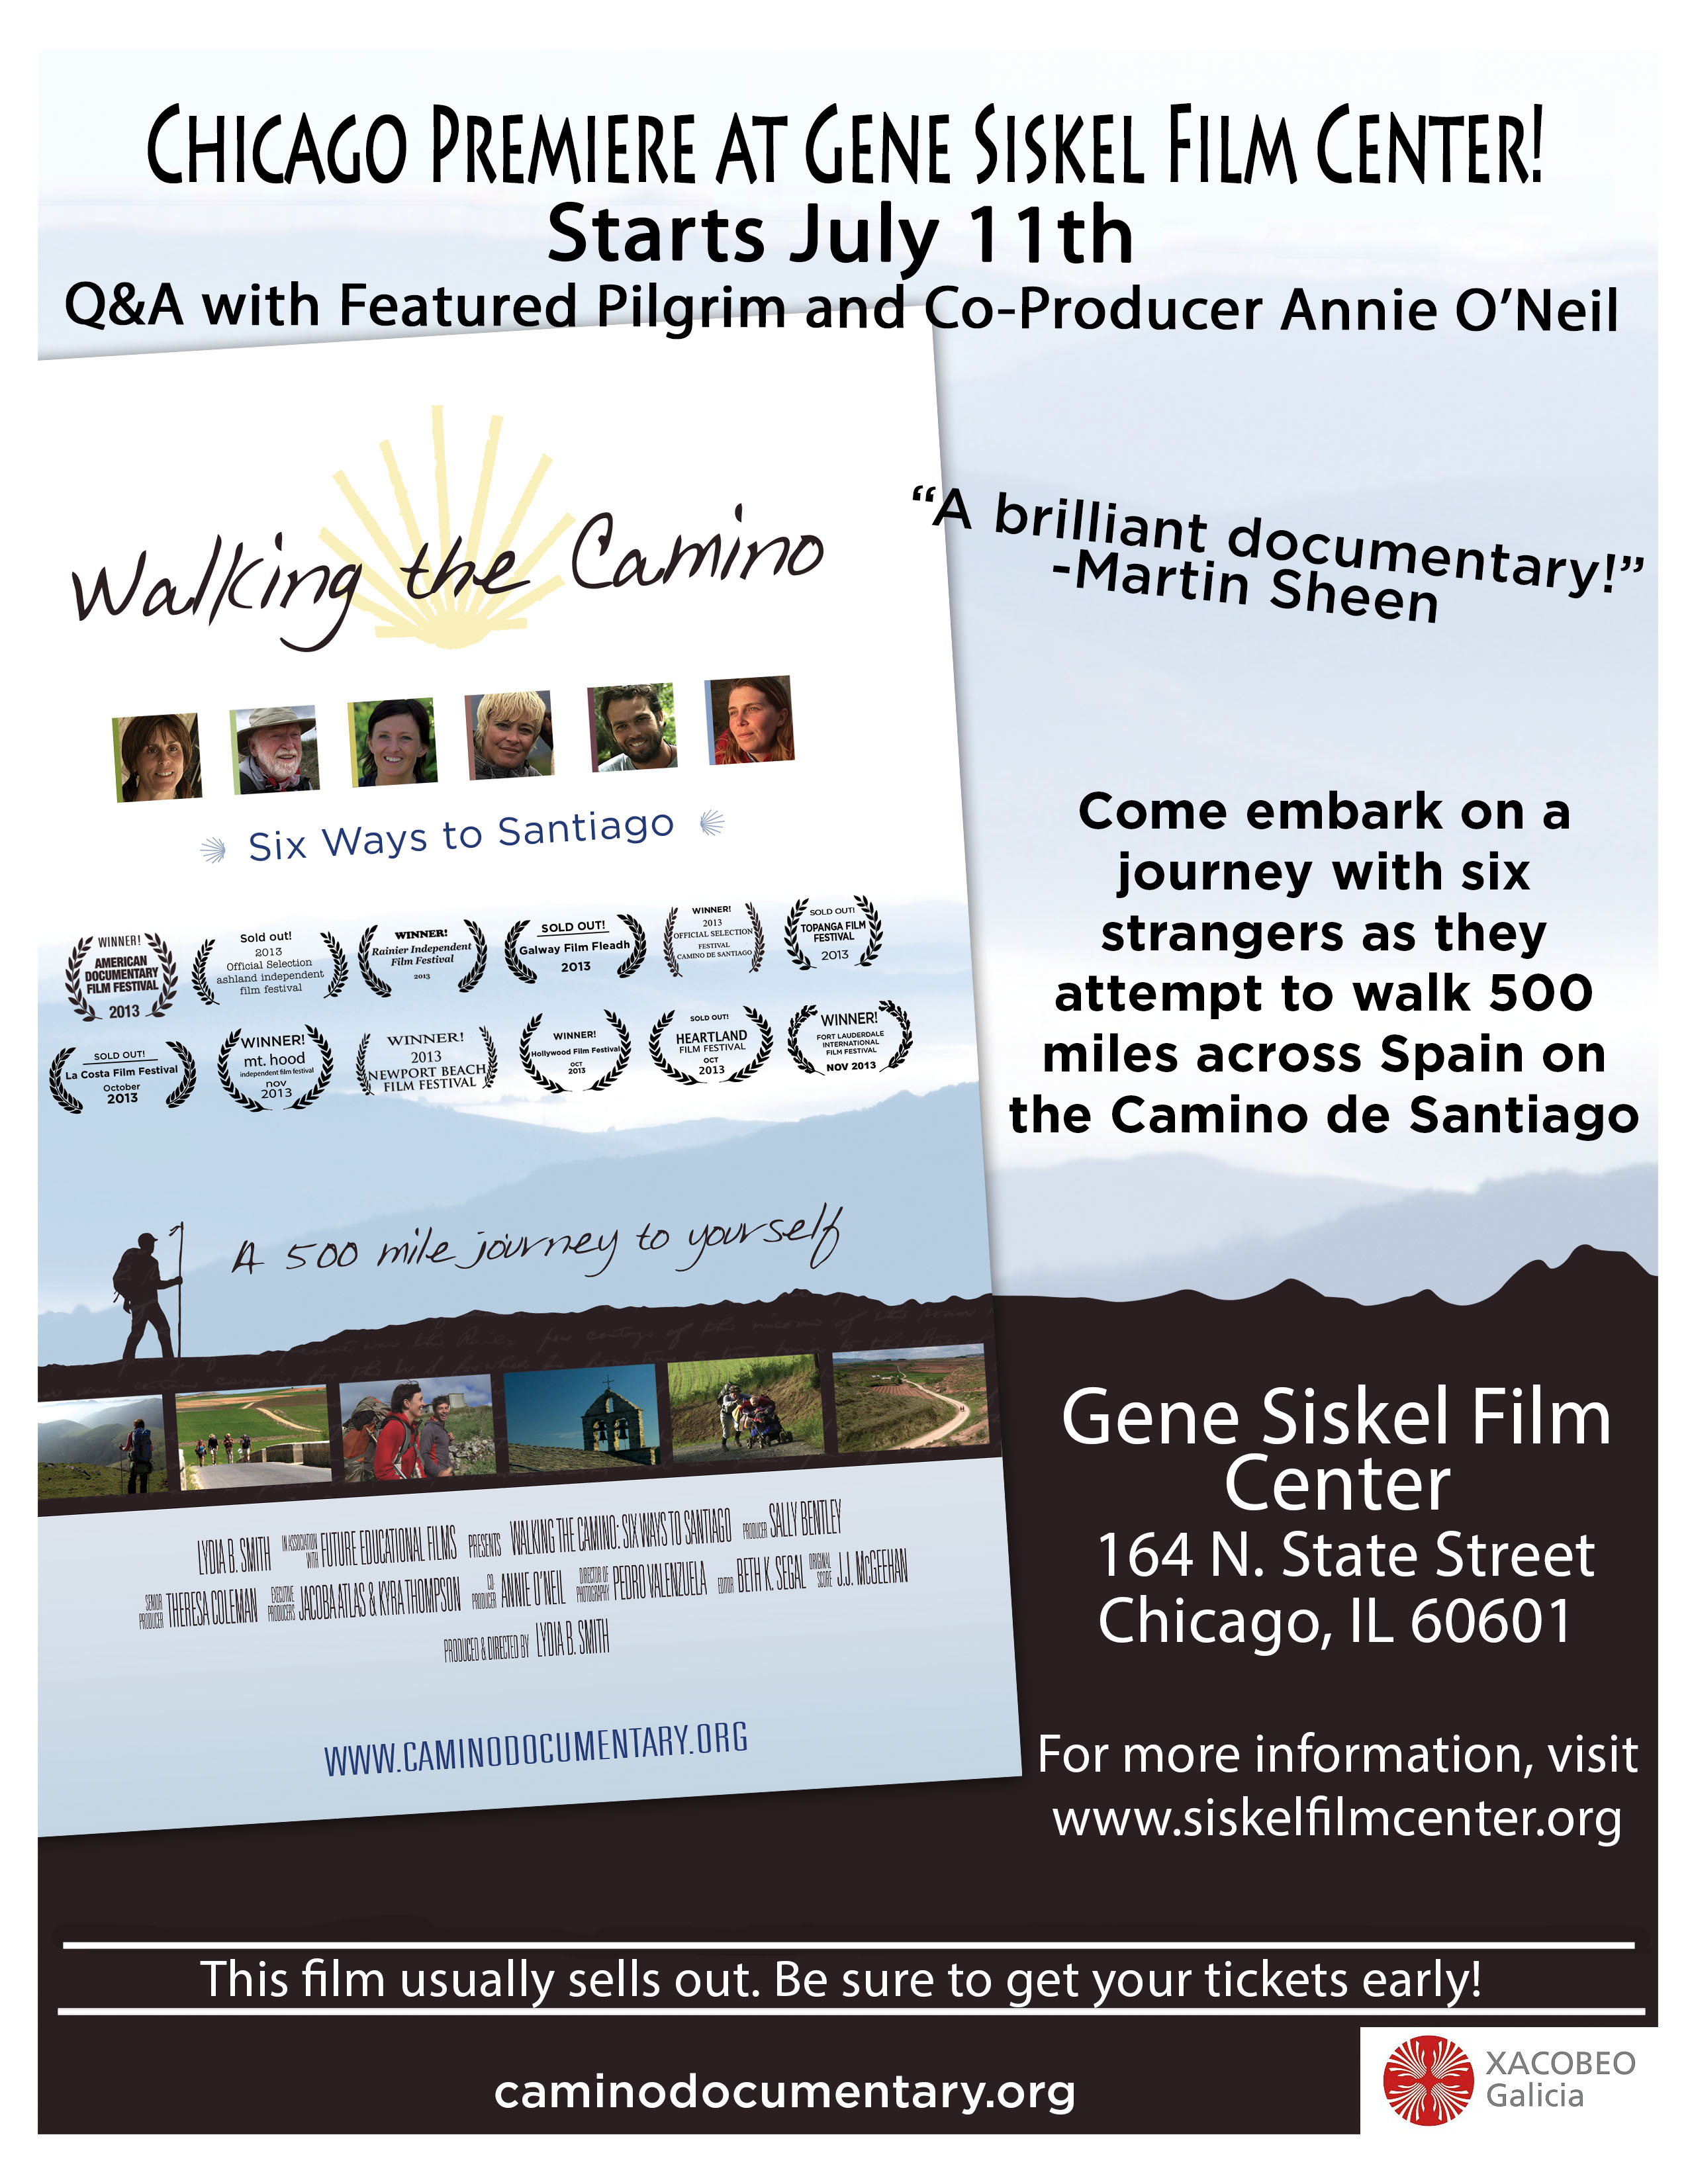 CHICAGO PREMIERE AT GENE SISKEL FILM CENTER!
Starts July 11th
Q&A with Featured Pilgrim and Co-Producer Annie O'Neil
Walking the Camino
Six Ways to Santiago
WINNER!
AMERICAN
DOCUMENTARY
FILM FESTIVAL
2013
Sold out!
2013
Official Selection
ashland independent
film festival
WINNER!
Rainier Independent
Film Festival
2013
SOLD OUT!
Galway Film Fleadh
2013
WINNER!
2013
OFFICIAL SELECTION
FESTIVAL
CAMINO DE SANTIAGO
SOLD OUT!
TOPANGA FILM
FESTIVAL
2013
SOLD OUT!
La Costa Film Festival
October
2013
WINNER!
mt. hood
independent film festival
nov
2013
WINNER!
2013
NEWPORT BEACH
FILM FESTIVAL
WINNER!
Hollywood Film Festival
OCT
2013
SOLD OUT!
HEARTLAND
FILM FESTIVAL
OCT
2013
WINNER!
FORT LAUDERDALE
INTERNATIONAL
FILM FESTIVAL
NOV 2013
A 500 mile journey to yourself
LYDIA B. SMITH IN ASSOCIATION WITH FUTURE EDUCATIONAL FILMS PRESENTS WALKING THE CAMINO: SIX WAYS TO SANTIAGO PRODUCER SALLY BENTLEY
SENIOR PRODUCER THERESA COLEMAN EXECUTIVE PRODUCERS JACOBA ATLAS & KYRA THOMPSON CO PRODUCER ANNIE O'NEIL DIRECTOR OF PHOTOGRAPHY PEDRO VALENZUELA EDITOR BETH K. SEGAL ORIGINAL SCORE J.J. McGEEHAN
PRODUCED & DIRECTED BY LYDIA B. SMITH
WWW.CAMINODOCUMENTARY.ORG
“A brilliant documentary!”
-Martin Sheen
Come embark on a
journey with six
strangers as they
attempt to walk 500
miles across Spain on
the Camino de Santiago
Gene Siskel Film
Center
164 N. State Street
Chicago, IL 60601
For more information, visit
www.siskelfilmcenter.org
This film usually sells out. Be sure to get your tickets early!
caminodocumentary.org
XACOBEO
Galicia